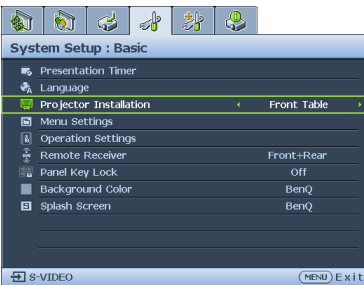 System Setup : Basic
Presentation Timer
Language
Projector Installation Front Table
Menu Settings
Operation Settings
Remote Receiver Front+Rear
Panel Key Lock Off
Background Color BenQ
Splash Screen BenQ
S-VIDEO MENU Exit